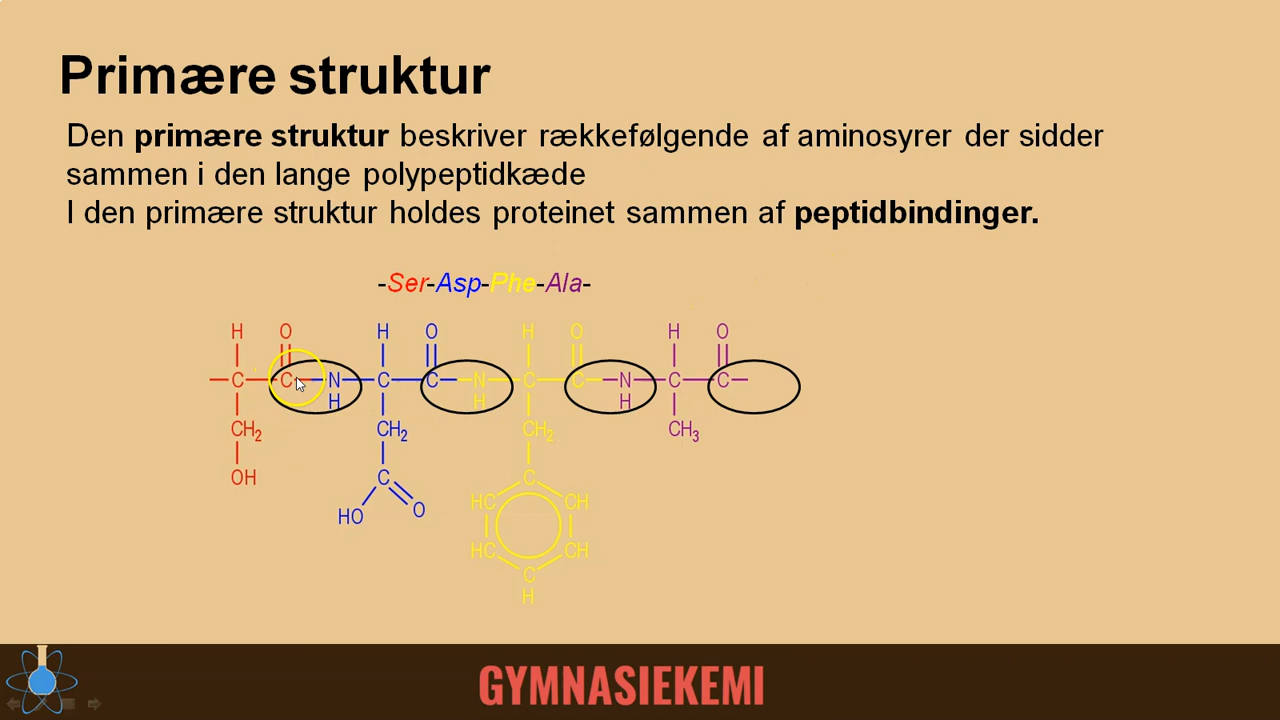 Primære struktur
Den primære struktur beskriver rækkefølgende af aminosyrer der sidder
sammen i den lange polypeptidkæde
I den primære struktur holdes proteinet sammen af peptidbindinger.
-Ser-Asp-Phe-Ala-
H O H O H O H O
C C N C C N C C N C C
H H H
CH2 CH2 CH2 CH3
OH C C
HO O HC CH
HC CH
C
H
GYMNASIEKEMI